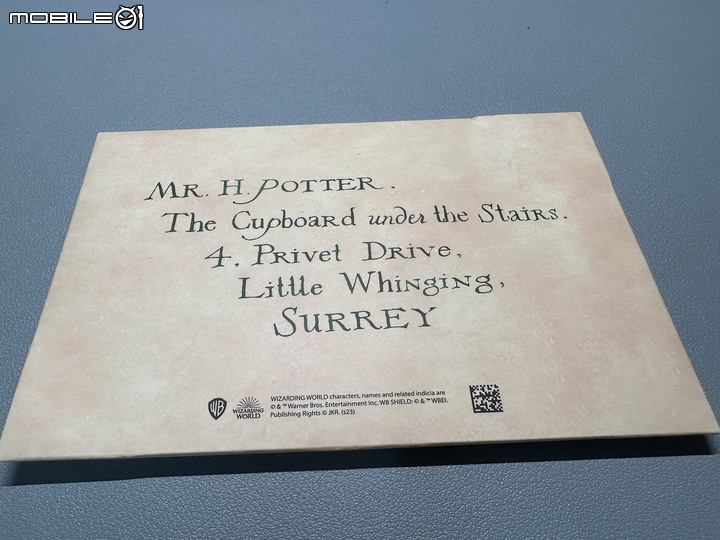 MOBILE01
MR. H. POTTER.
The Cupboard under the Stairs.
4, Privet Drive,
Little Whinging,
SURREY
WB
WIZARDING WORLD
WIZARDING WORLD characters, names and related indicia are
© & ™ Warner Bros. Entertainment Inc. WB SHIELD: © & ™ WBEI.
Publishing Rights © JKR. (s23)